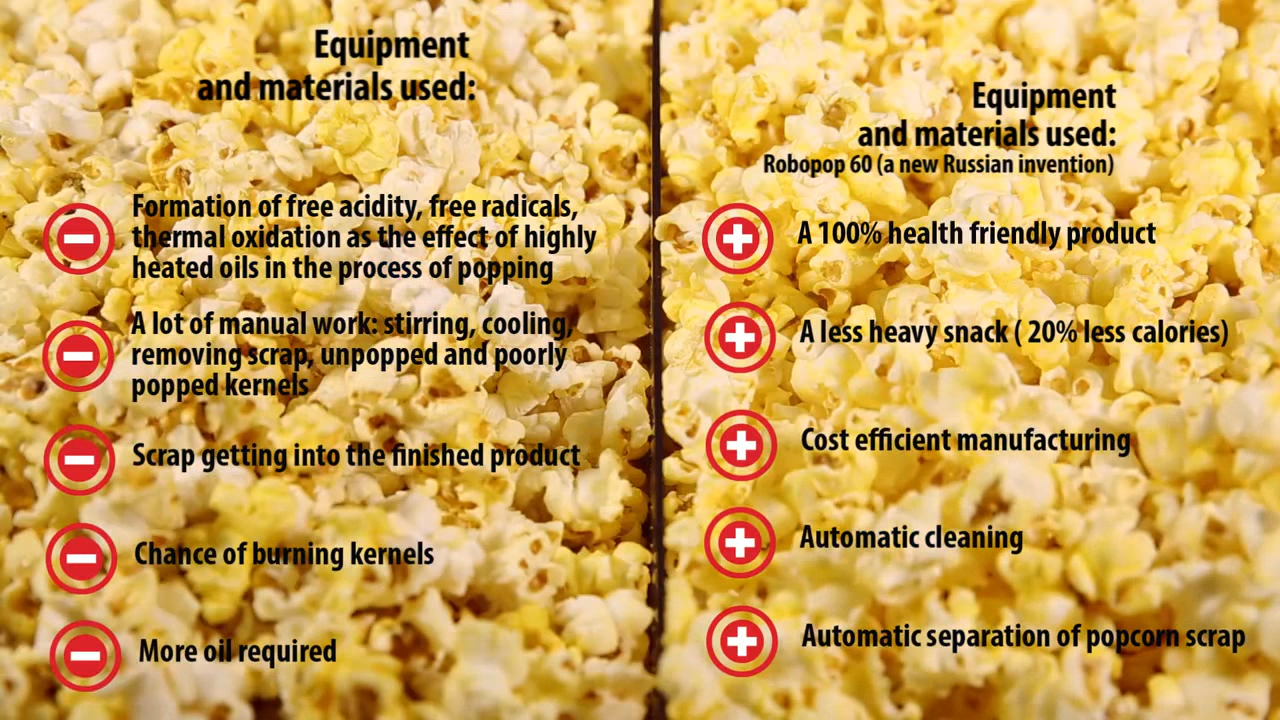 Equipment
and materials used:
Formation of free acidity, free radicals,
thermal oxidation as the effect of highly
heated oils in the process of popping
A lot of manual work: stirring, cooling,
removing scrap, unpopped and poorly
popped kernels
Scrap getting into the finished product
Chance of burning kernels
More oil required
Equipment
and materials used:
Robopop 60 (a new Russian invention)
A 100% health friendly product
A less heavy snack ( 20% less calories)
Cost efficient manufacturing
Automatic cleaning
Automatic separation of popcorn scrap